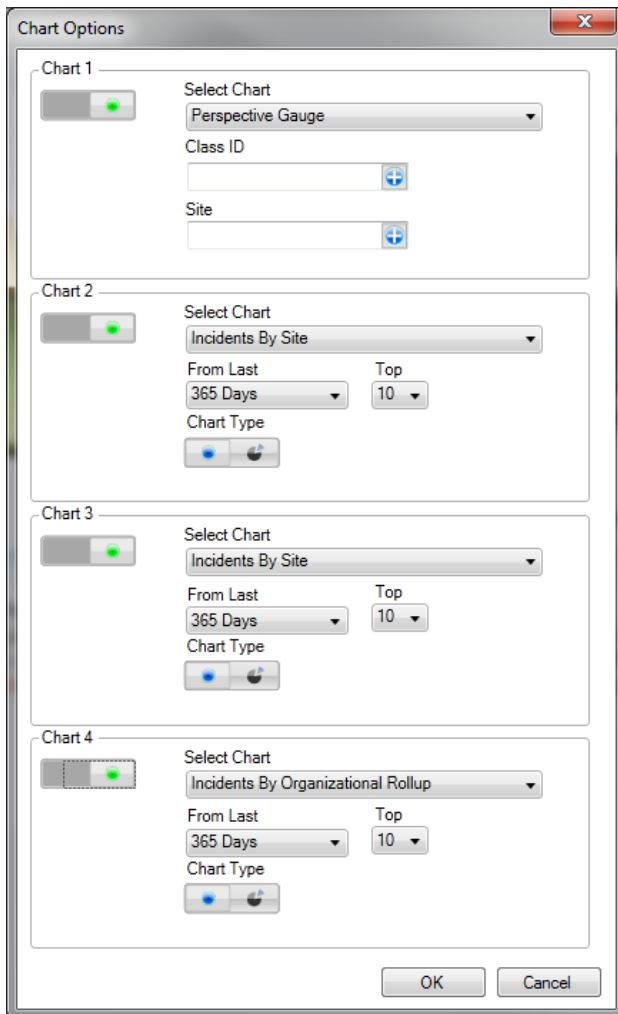 Chart Options
Chart 1
Select Chart
Perspective Gauge
Class ID
Site
Chart 2
Select Chart
Incidents By Site
From Last Top
365 Days 10
Chart Type
Chart 3
Select Chart
Incidents By Site
From Last Top
365 Days 10
Chart Type
Chart 4
Select Chart
Incidents By Organizational Rollup
From Last Top
365 Days 10
Chart Type
OK Cancel